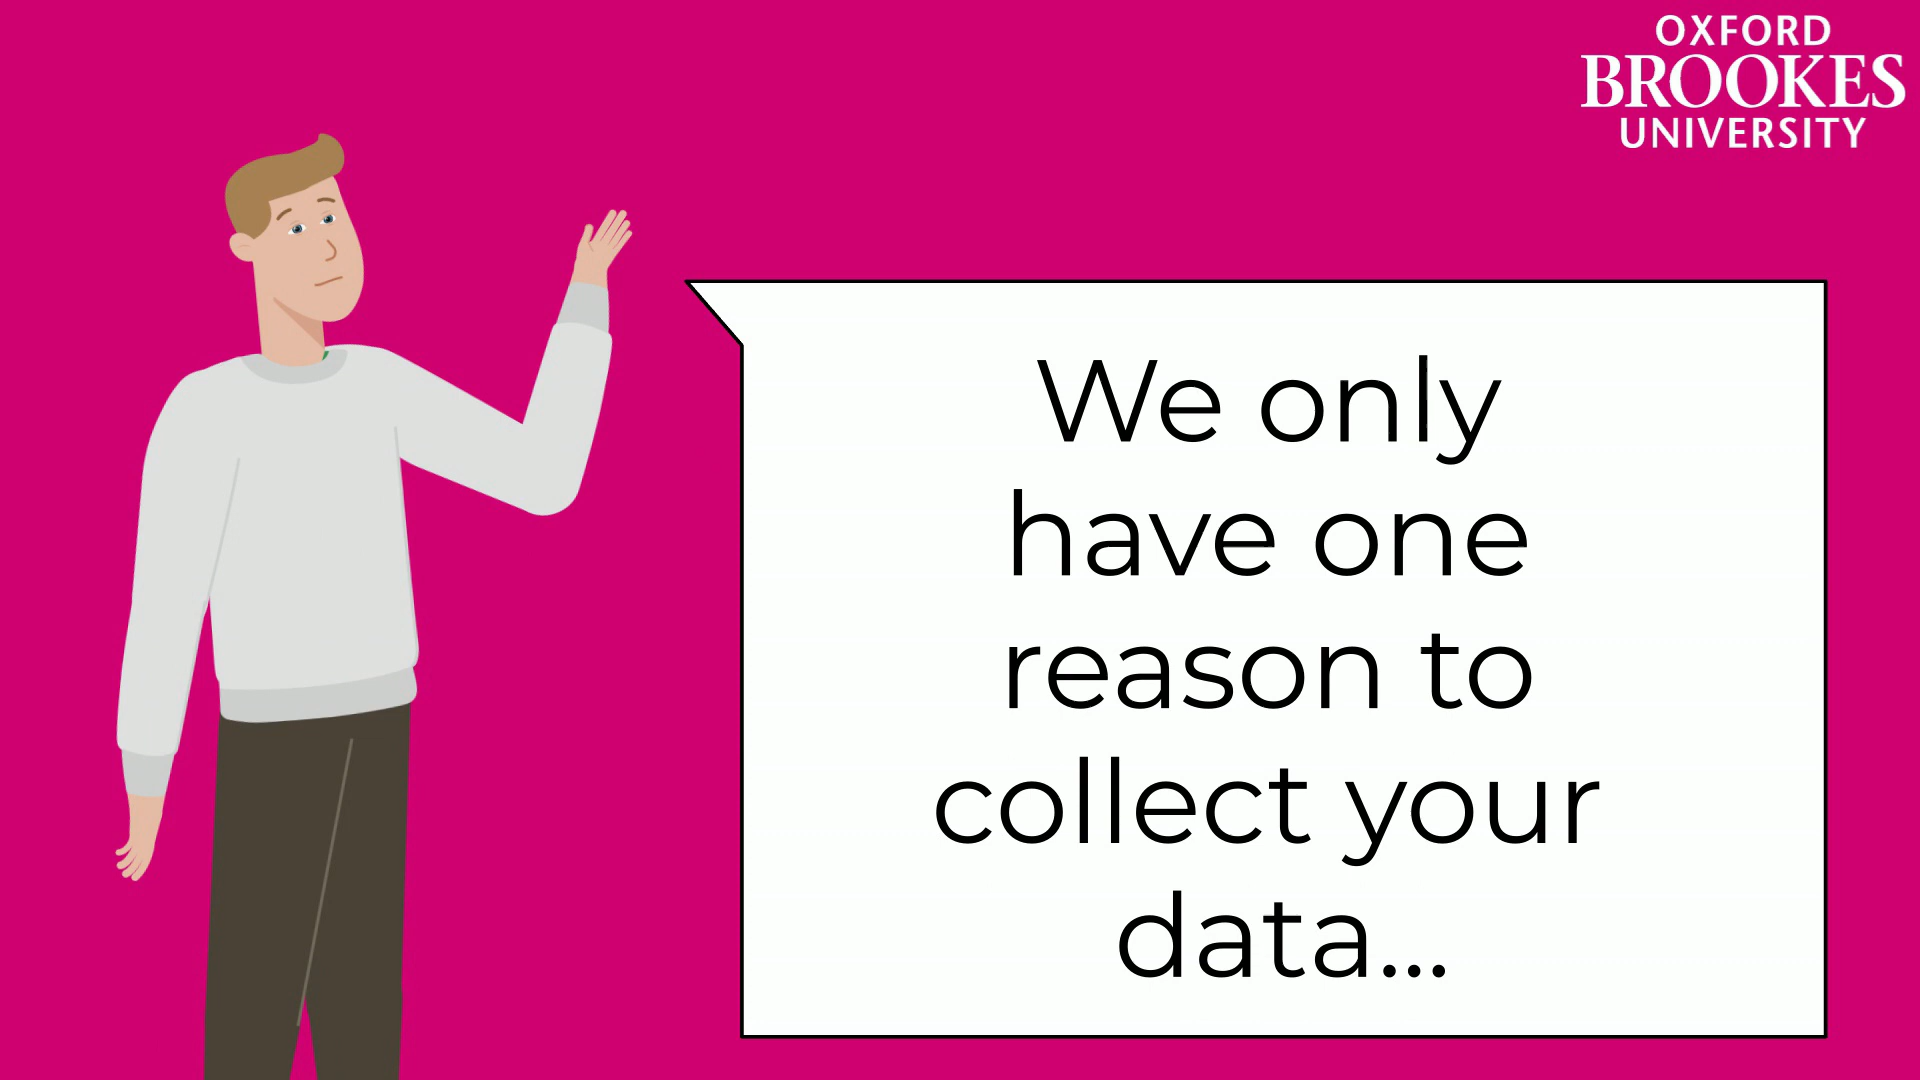 OXFORD
BROOKES
UNIVERSITY
We only
have one
reason to
collect your
data...